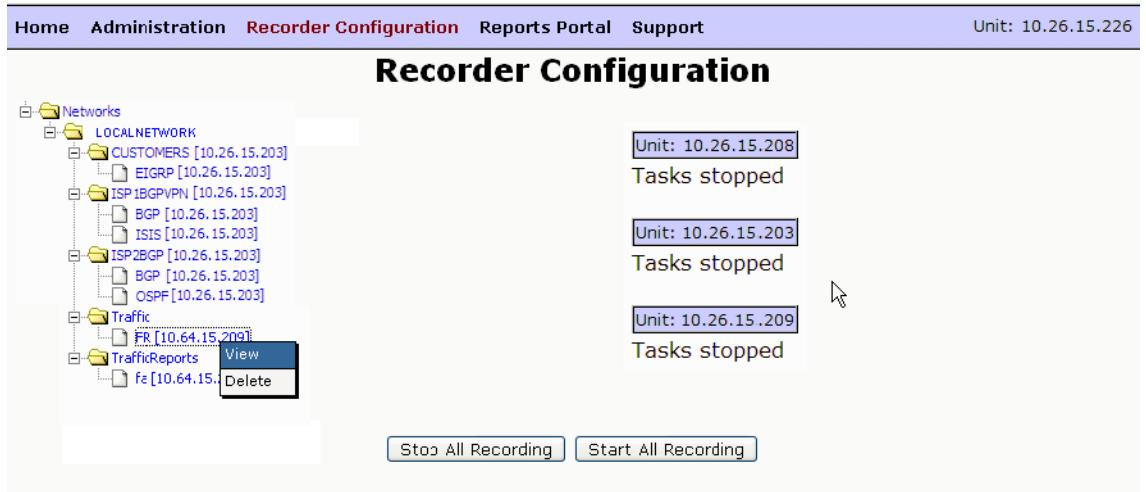 Home Administration Recorder Configuration Reports Portal Support Unit: 10.26.15.226
Recorder Configuration
Networks
LOCALNETWORK
CUSTOMERS [10.26.15.203]
EIGRP [10.26.15.203]
ISP1BGPVPN [10.26.15.203]
BGP [10.26.15.203]
ISIS [10.26.15.203]
ISP2BGP [10.26.15.203]
BGP [10.26.15.203]
OSPF [10.26.15.203]
Traffic
FR [10.64.15.209]
TrafficReports
fa [10.64.15.
View
Delete
Unit: 10.26.15.208
Tasks stopped
Unit: 10.26.15.203
Tasks stopped
Unit: 10.26.15.209
Tasks stopped
Stop All Recording Start All Recording